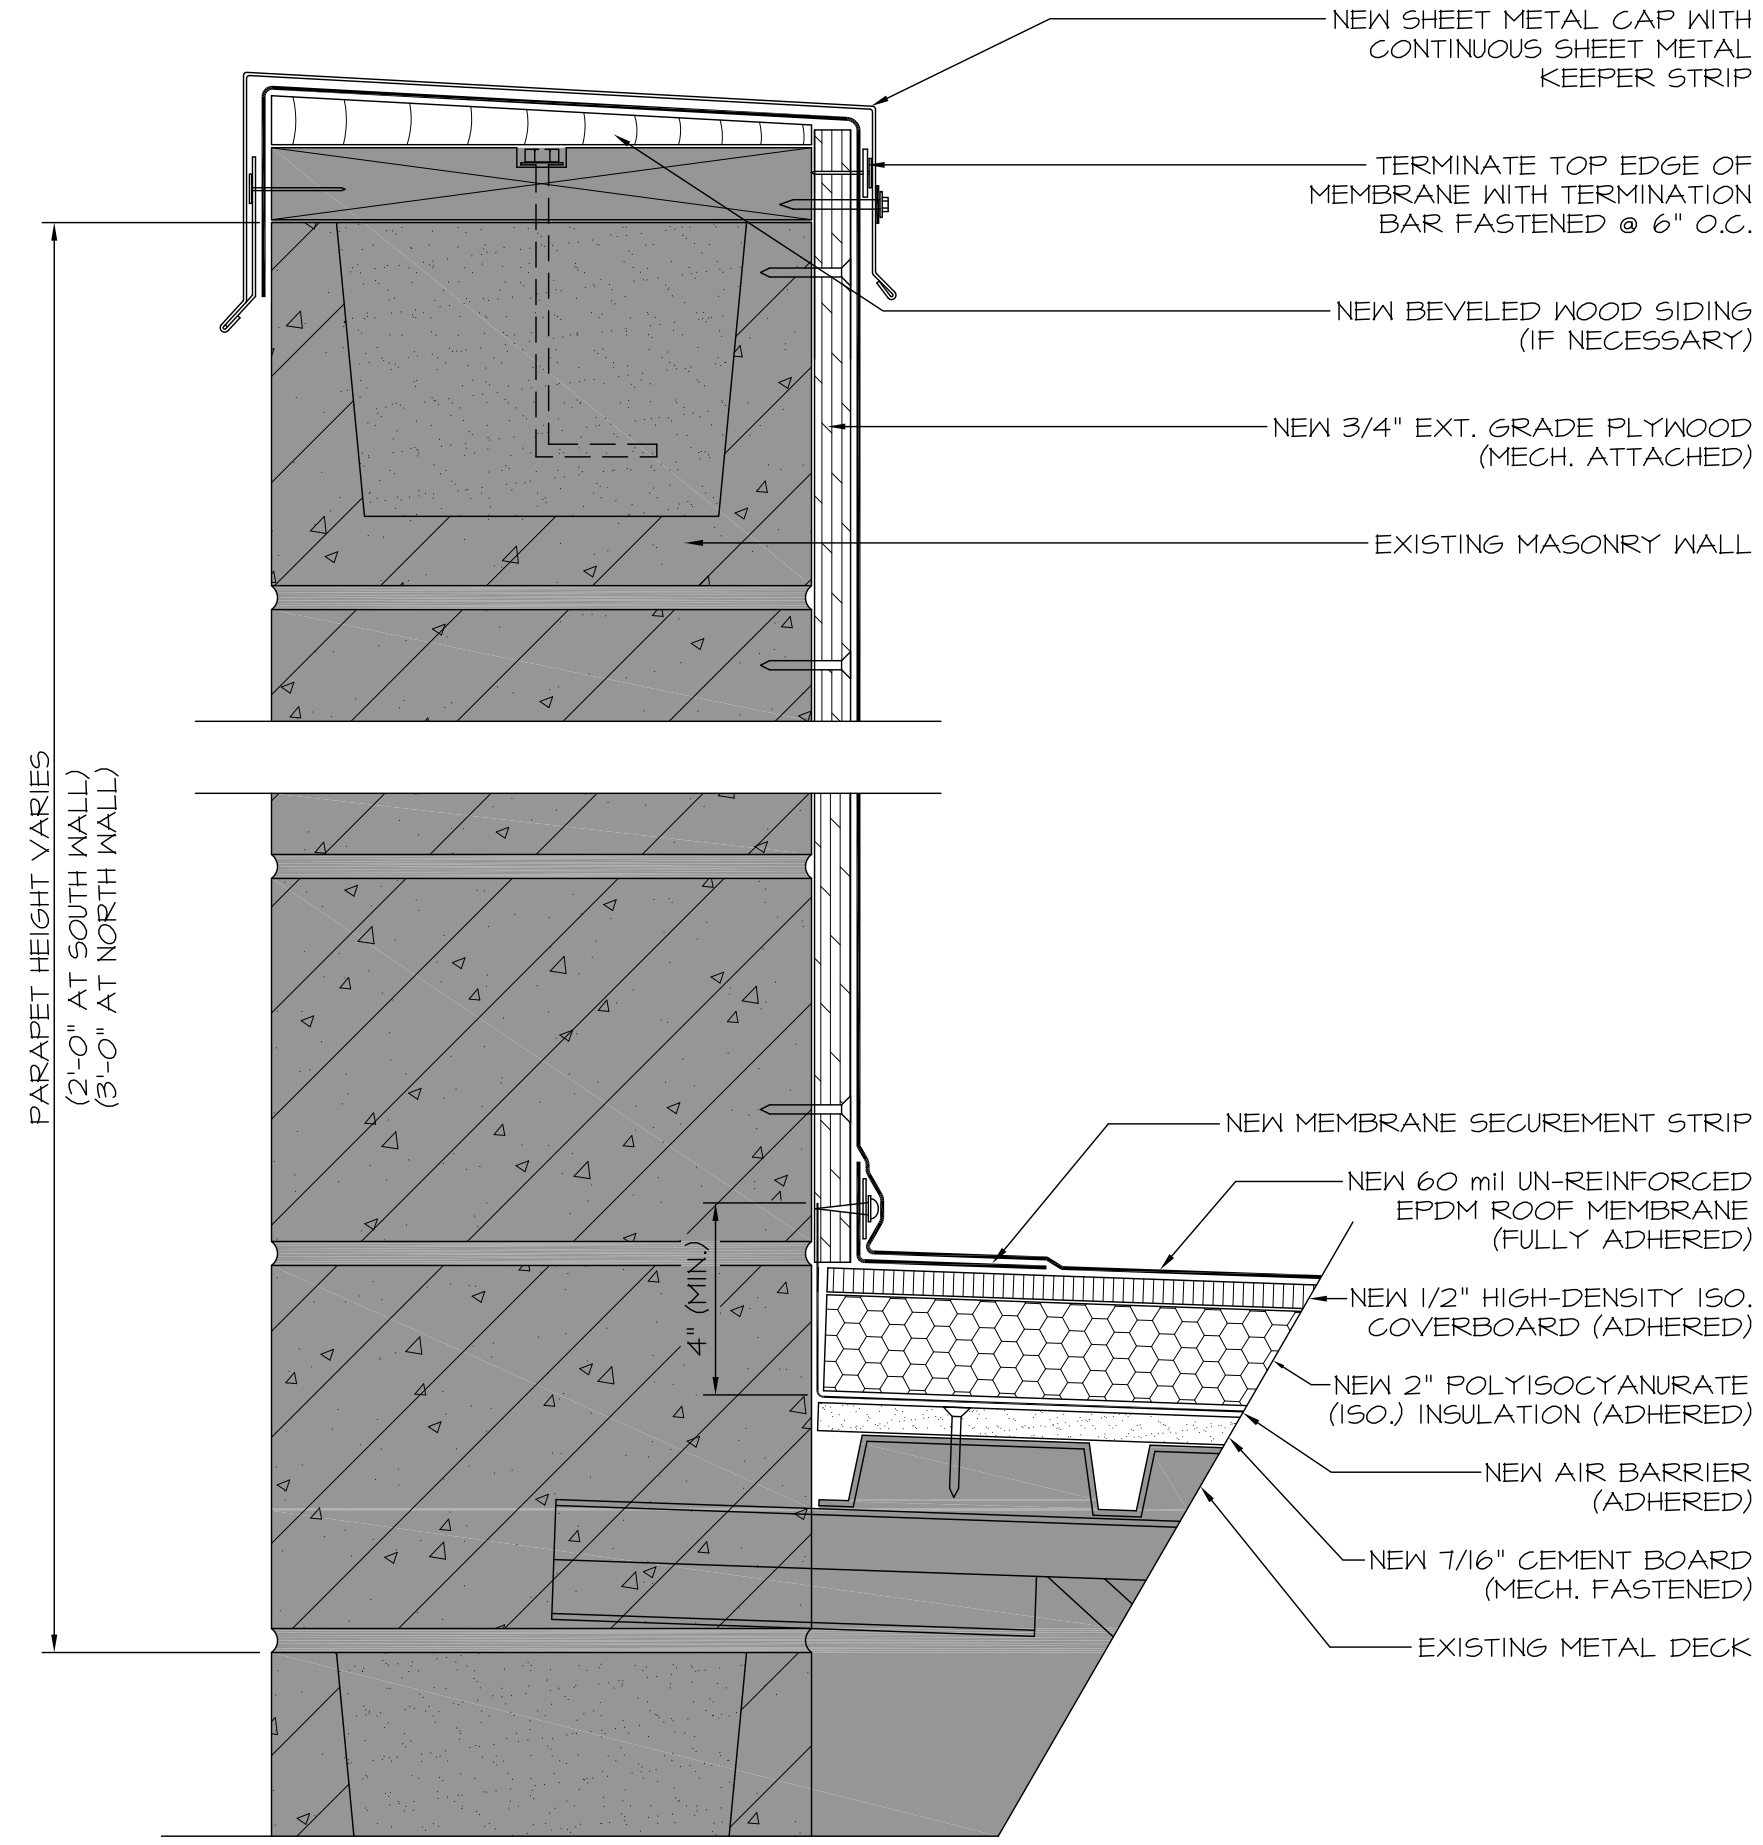 NEW SHEET METAL CAP WITH
CONTINUOUS SHEET METAL
KEEPER STRIP
TERMINATE TOP EDGE OF
MEMBRANE WITH TERMINATION
BAR FASTENED @ 6" O.C.
NEW BEVELED WOOD SIDING
(IF NECESSARY)
NEW 3/4" EXT. GRADE PLYWOOD
(MECH. ATTACHED)
EXISTING MASONRY WALL
PARAPET HEIGHT VARIES
(2'-0" AT SOUTH WALL)
(3'-0" AT NORTH WALL)
NEW MEMBRANE SECUREMENT STRIP
NEW 60 mil UN-REINFORCED
EPDM ROOF MEMBRANE
(FULLY ADHERED)
4" (MIN.)
NEW 1/2" HIGH-DENSITY ISO.
COVERBOARD (ADHERED)
NEW 2" POLYISOCYANURATE
(ISO.) INSULATION (ADHERED)
NEW AIR BARRIER
(ADHERED)
NEW 7/16" CEMENT BOARD
(MECH. FASTENED)
EXISTING METAL DECK